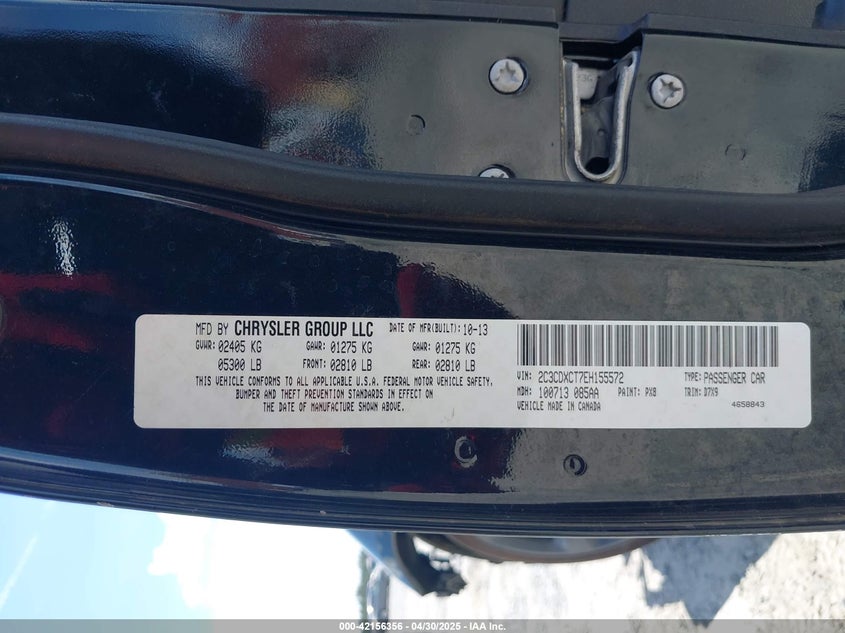 MFD BY CHRYSLER GROUP LLC DATE OF MFR(BUILT): 10-13
GVWR: 02405 KG GAWR: 01275 KG GAWR: 01275 KG
05300 LB FRONT: 02810 LB REAR: 02810 LB
THIS VEHICLE CONFORMS TO ALL APPLICABLE U.S.A. FEDERAL MOTOR VEHICLE SAFETY,
BUMPER AND THEFT PREVENTION STANDARDS IN EFFECT ON
THE DATE OF MANUFACTURE SHOWN ABOVE.
VIN: 2C3CDXCT7EH155572 TYPE: PASSENGER CAR
MDH: 100713 085AA PAINT: PX8 TRIM: D7X9
VEHICLE MADE IN CANADA 4658843
000-42156356 - 04/30/2025 - IAA Inc.